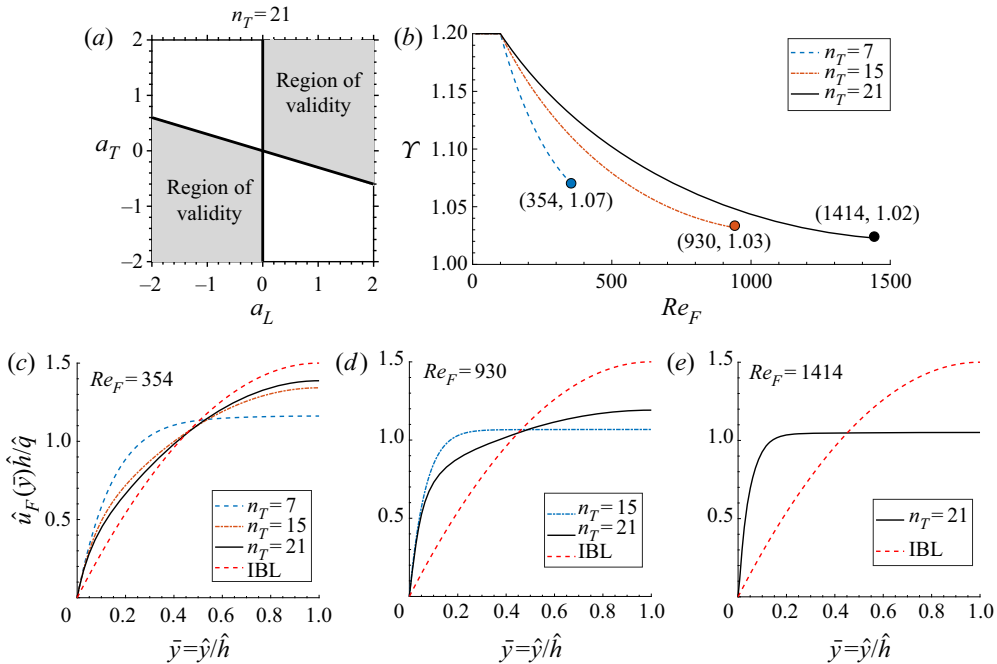 (a)
n_T = 21
2
1
a_T 0
–1
–2
Region of
validity
Region of
validity
–2 –1 0 1 2
a_L
(b)
1.20
1.15
ϒ 1.10
1.05
1.00
n_T = 7
n_T = 15
n_T = 21
(354, 1.07)
(930, 1.03)
(1414, 1.02)
0 500 1000 1500
Re_F
(c)
1.5
1.0
0.5
û_F(ȳ)ĥ/q̂
Re_F = 354
n_T = 7
n_T = 15
n_T = 21
IBL
0 0.2 0.4 0.6 0.8 1.0
ȳ = ŷ/ĥ
(d)
1.5
1.0
0.5
Re_F = 930
n_T = 15
n_T = 21
IBL
0 0.2 0.4 0.6 0.8 1.0
ȳ = ŷ/ĥ
(e)
1.5
1.0
0.5
Re_F = 1414
n_T = 21
IBL
0 0.2 0.4 0.6 0.8 1.0
ȳ = ŷ/ĥ